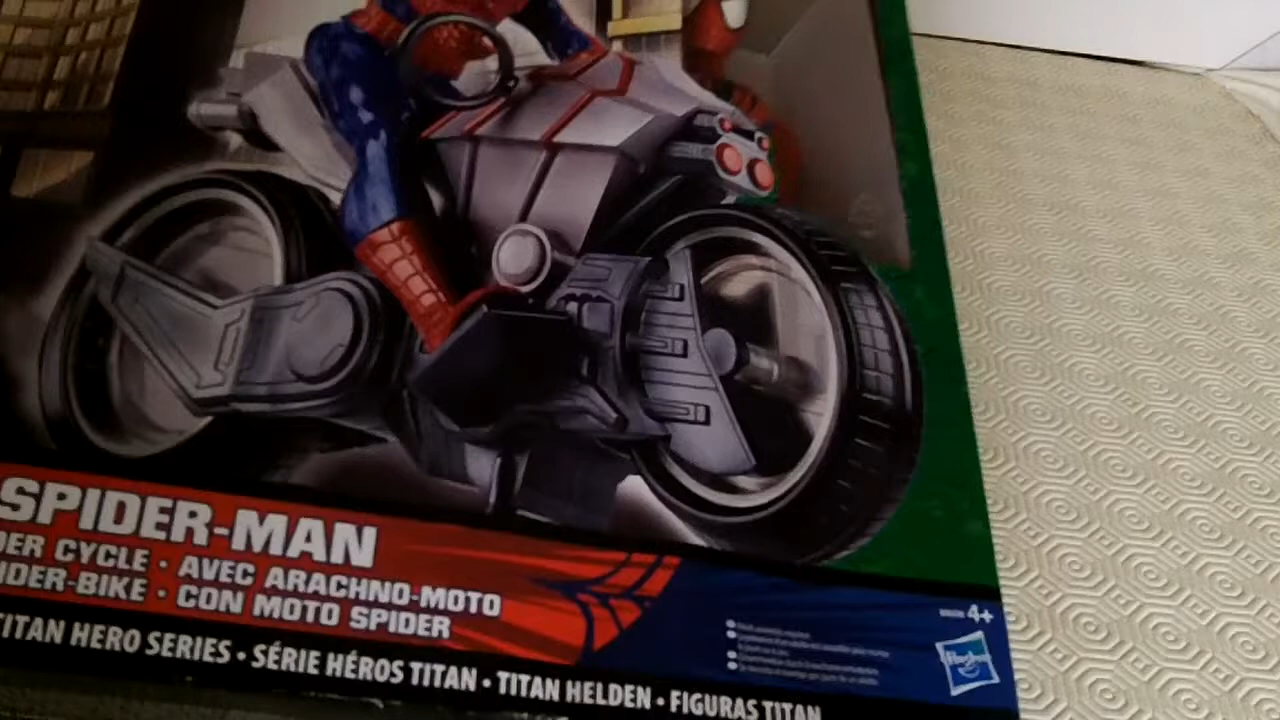 SPIDER-MAN
DER CYCLE • AVEC ARACHNO-MOTO
IDER-BIKE • CON MOTO SPIDER
TITAN HERO SERIES • SÉRIE HÉROS TITAN • TITAN HELDEN • FIGURAS TITAN
4+
Hasbro